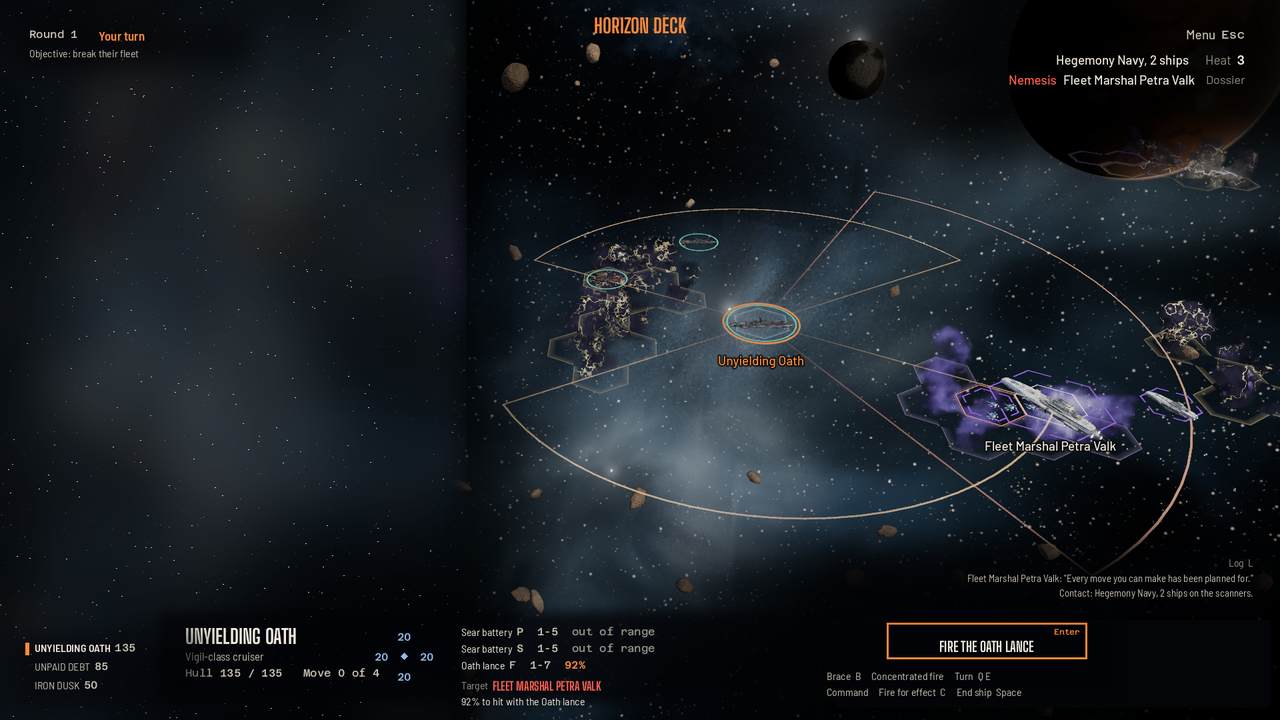 HORIZON DECK
Round 1 Your turn
Objective: break their fleet
Menu Esc
Hegemony Navy, 2 ships Heat 3
Nemesis Fleet Marshal Petra Valk Dossier
Unyielding Oath
Fleet Marshal Petra Valk
Log L
Fleet Marshal Petra Valk: "Every move you can make has been planned for."
Contact: Hegemony Navy, 2 ships on the scanners.
UNYIELDING OATH 135
UNPAID DEBT 85
IRON DUSK 50
UNYIELDING OATH
Vigil-class cruiser
Hull 135 / 135 Move 0 of 4
20
20 20
20
Sear battery P 1-5 out of range
Sear battery S 1-5 out of range
Oath lance F 1-7 92%
Target FLEET MARSHAL PETRA VALK
92% to hit with the Oath lance
Enter
FIRE THE OATH LANCE
Brace B Concentrated fire Turn Q E
Command Fire for effect C End ship Space